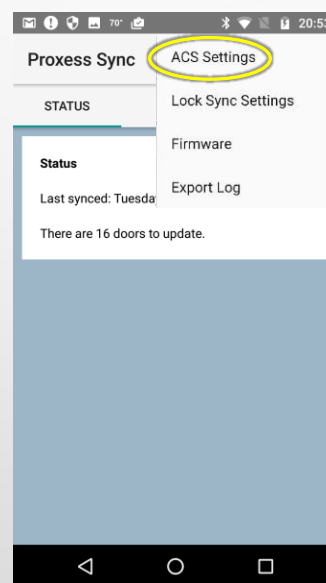 70°
20:53
Proxess Sync
ACS Settings
STATUS
Lock Sync Settings
Firmware
Export Log
Status
Last synced: Tuesda
There are 16 doors to update.